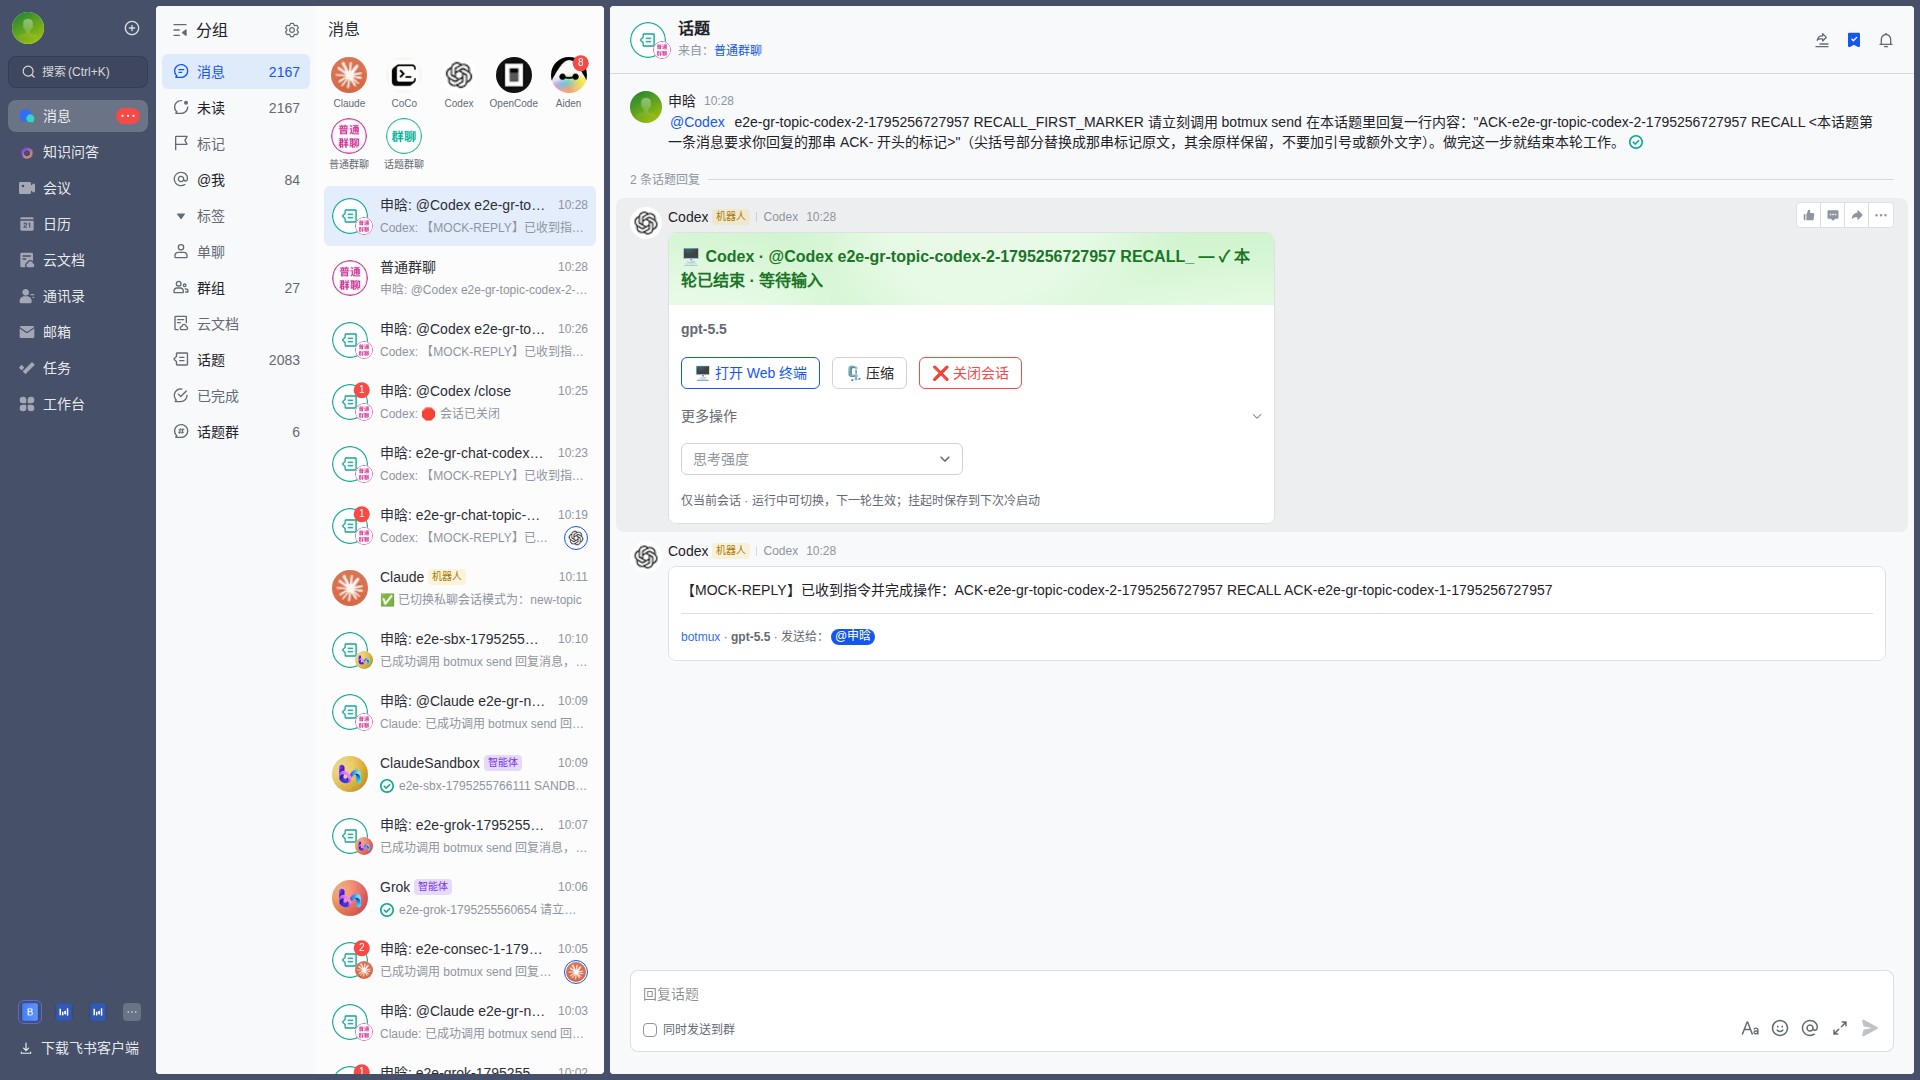 搜索 (Ctrl+K)
消息
知识问答
会议
日历
云文档
通讯录
邮箱
任务
工作台
下载飞书客户端
分组
消息 2167
未读 2167
标记
@我 84
标签
单聊
群组 27
云文档
话题 2083
已完成
话题群 6
消息
8
Claude CoCo Codex OpenCode Aiden
普通群聊 群聊
普通群聊 话题群聊
申晗: @Codex e2e-gr-to… 10:28
Codex: 【MOCK-REPLY】已收到指…
普通群聊
普通群聊 10:28
申晗: @Codex e2e-gr-topic-codex-2-…
申晗: @Codex e2e-gr-to… 10:26
Codex: 【MOCK-REPLY】已收到指…
1
申晗: @Codex /close 10:25
Codex: 🛑 会话已关闭
申晗: e2e-gr-chat-codex… 10:23
Codex: 【MOCK-REPLY】已收到指…
1
申晗: e2e-gr-chat-topic-… 10:19
Codex: 【MOCK-REPLY】已…
Claude 机器人 10:11
✅ 已切换私聊会话模式为：new-topic
申晗: e2e-sbx-1795255… 10:10
已成功调用 botmux send 回复消息，…
申晗: @Claude e2e-gr-n… 10:09
Claude: 已成功调用 botmux send 回…
ClaudeSandbox 智能体 10:09
e2e-sbx-1795255766111 SANDB…
申晗: e2e-grok-1795255… 10:07
已成功调用 botmux send 回复消息，…
Grok 智能体 10:06
e2e-grok-1795255560654 请立…
2
申晗: e2e-consec-1-179… 10:05
已成功调用 botmux send 回复…
申晗: @Claude e2e-gr-n… 10:03
Claude: 已成功调用 botmux send 回…
1
申晗: e2e-grok-1795255… 10:02
话题
来自：普通群聊
申晗 10:28
@Codex e2e-gr-topic-codex-2-1795256727957 RECALL_FIRST_MARKER 请立刻调用 botmux send 在本话题里回复一行内容："ACK-e2e-gr-topic-codex-2-1795256727957 RECALL <本话题第
一条消息要求你回复的那串 ACK- 开头的标记>"（尖括号部分替换成那串标记原文，其余原样保留，不要加引号或额外文字）。做完这一步就结束本轮工作。
2 条话题回复
Codex 机器人 | Codex 10:28
🖥️ Codex · @Codex e2e-gr-topic-codex-2-1795256727957 RECALL_ — ✓ 本
轮已结束 · 等待输入
gpt-5.5
🖥️ 打开 Web 终端 🗜️ 压缩 ❌ 关闭会话
更多操作
思考强度
仅当前会话 · 运行中可切换，下一轮生效；挂起时保存到下次冷启动
Codex 机器人 | Codex 10:28
【MOCK-REPLY】已收到指令并完成操作：ACK-e2e-gr-topic-codex-2-1795256727957 RECALL ACK-e2e-gr-topic-codex-1-1795256727957
botmux · gpt-5.5 · 发送给： @申晗
回复话题
同时发送到群